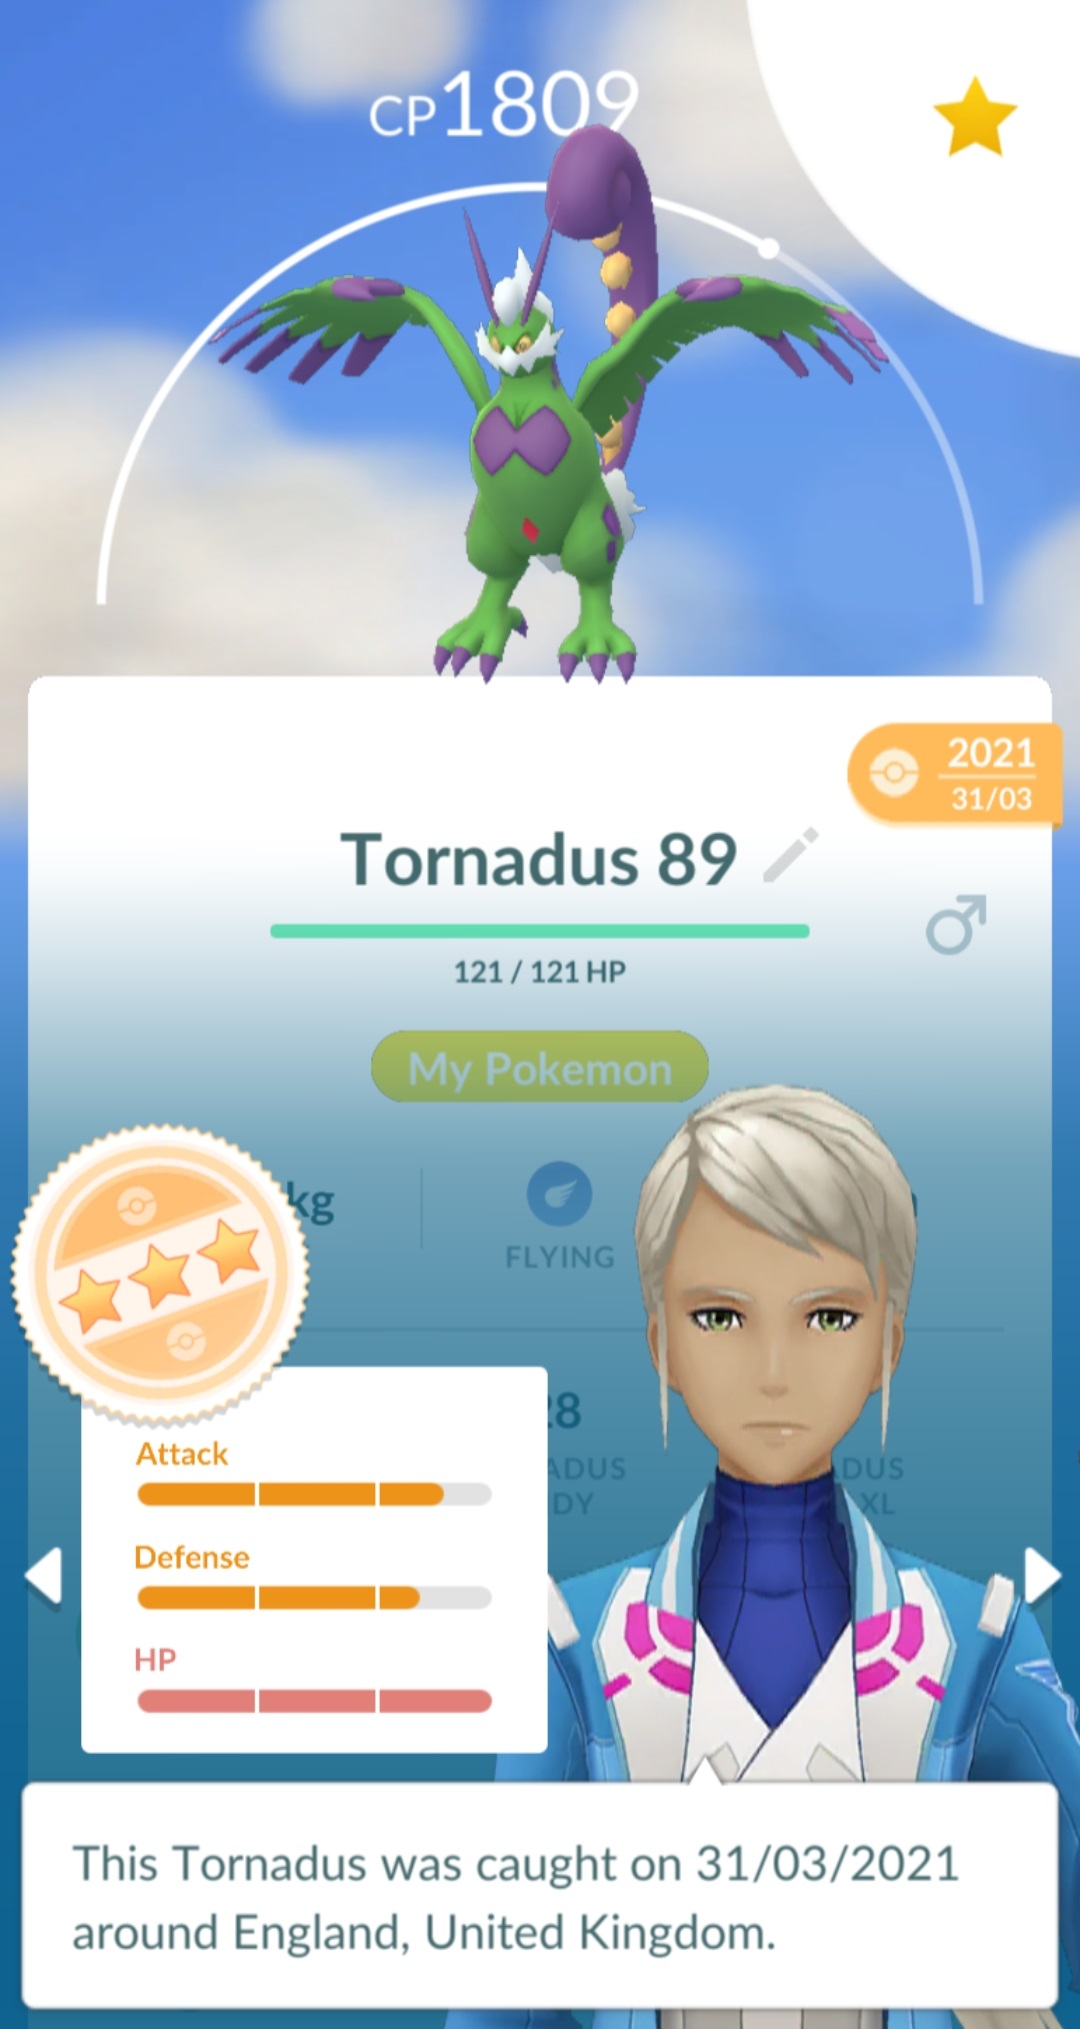 CP1809
2021
31/03
Tornadus 89
121 / 121 HP
My Pokemon
kg
FLYING
28
ADUS
DY
DUS
XL
Attack
Defense
HP
This Tornadus was caught on 31/03/2021
around England, United Kingdom.